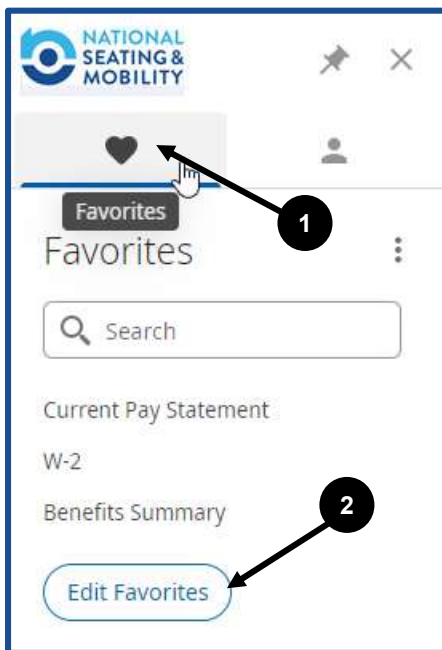 NATIONAL
SEATING &
MOBILITY
Favorites
1
Favorites
Search
Current Pay Statement
W-2
Benefits Summary
2
Edit Favorites